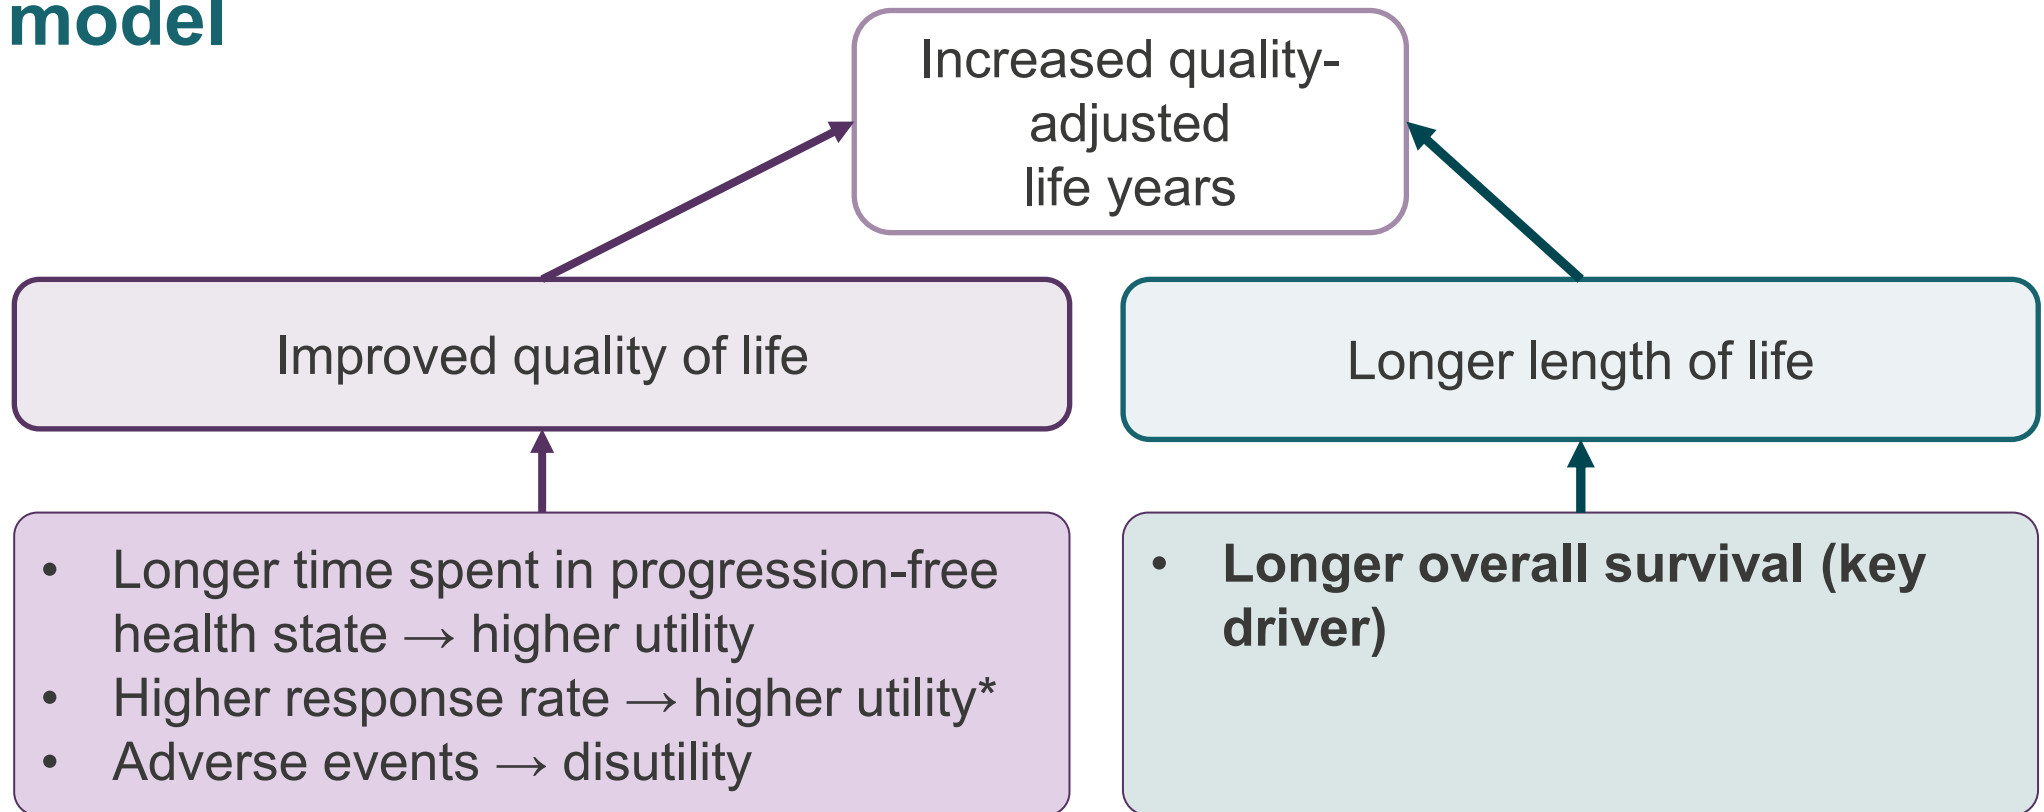 model
Increased quality-
adjusted
life years
Improved quality of life
Longer length of life
• Longer time spent in progression-free
health state → higher utility
• Higher response rate → higher utility*
• Adverse events → disutility
• Longer overall survival (key
driver)